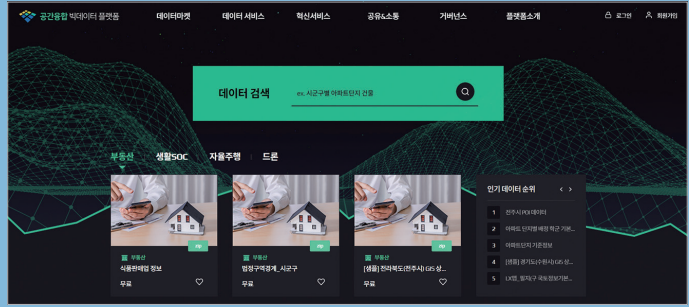 공간융합 빅데이터 플랫폼
데이터마켓 데이터 서비스 혁신서비스 공유&소통 거버넌스 플랫폼소개
로그인 회원가입
데이터 검색 ex. 시군구별 아파트단지 건물
부동산 생활SOC 자율주행 드론
zip
부동산
식품판매업 정보
무료
zip
부동산
법정구역경계_시군구
무료
zip
부동산
[샘플] 전라북도(전주시) GIS 상...
무료
인기 데이터 순위 < >
1 전주시 POI 데이터
2 아파트 단지별 배정 학군 기본...
3 아파트단지 기준정보
4 [샘플] 경기도(수원시) GIS 상...
5 국토정보기본...